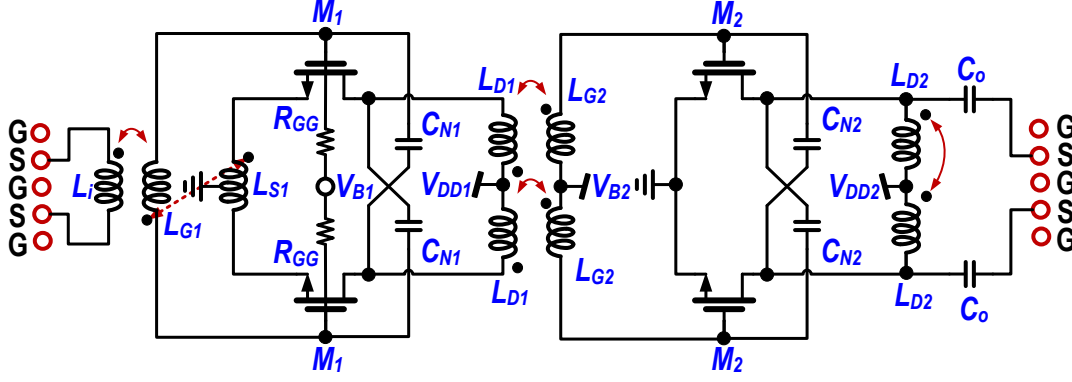 M1
M2
LD1
LG2
LD2
Co
G
S
G
S
G
Li
LG1
LS1
RGG
VB1
RGG
CN1
CN1
VDD1
VB2
LD1
LG2
CN2
CN2
VDD2
LD2
Co
G
S
G
S
G
M1
M2